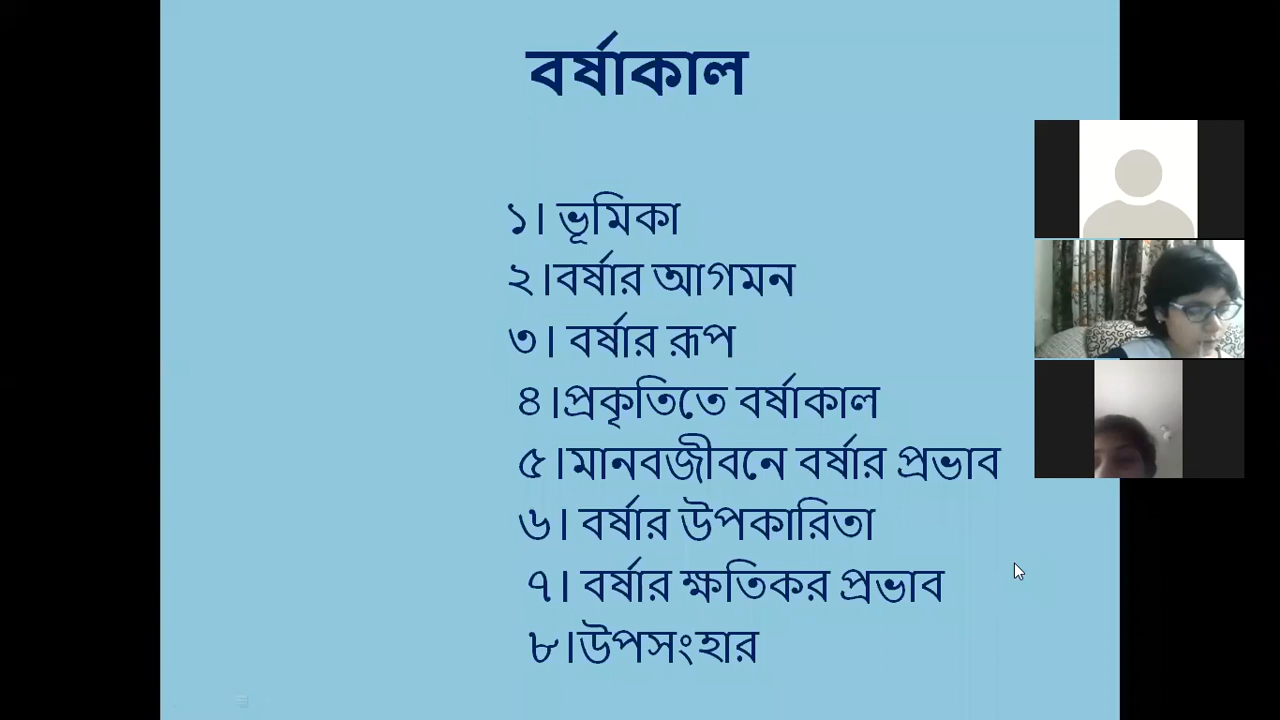 বর্ষাকাল
১। ভূমিকা
২।বর্ষার আগমন
৩। বর্ষার রূপ
৪।প্রকৃতিতে বর্ষাকাল
৫।মানবজীবনে বর্ষার প্রভাব
৬। বর্ষার উপকারিতা
৭। বর্ষার ক্ষতিকর প্রভাব
৮।উপসংহার